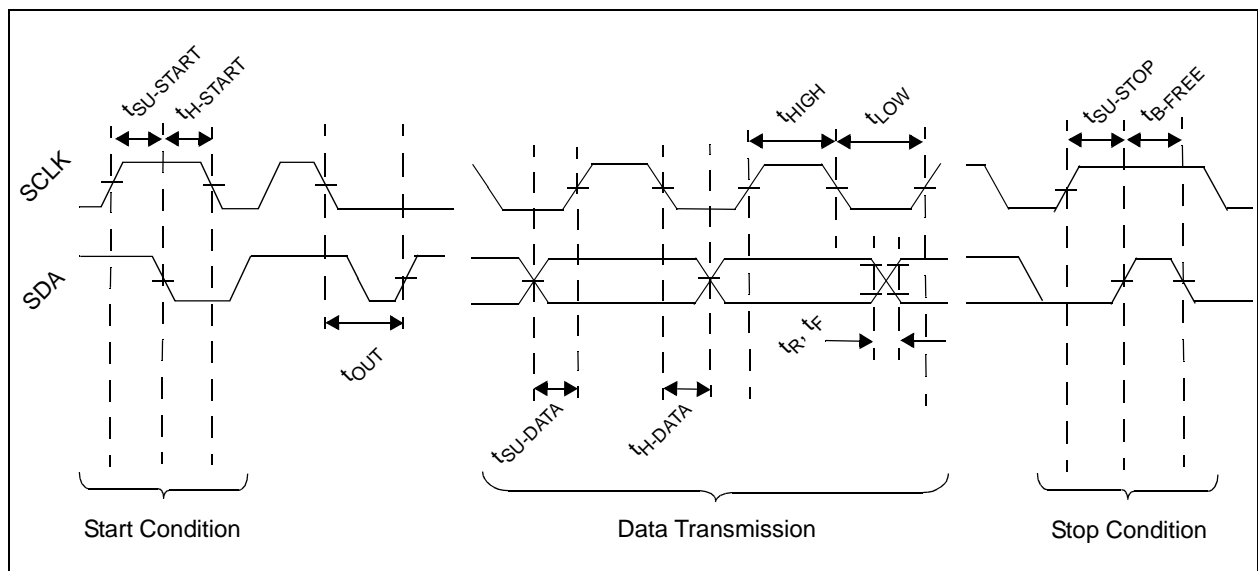 tSU-START
tH-START
tHIGH
tLOW
tSU-STOP
tB-FREE
SCLK
SDA
tOUT
tR, tF
tSU-DATA
tH-DATA
Start Condition
Data Transmission
Stop Condition